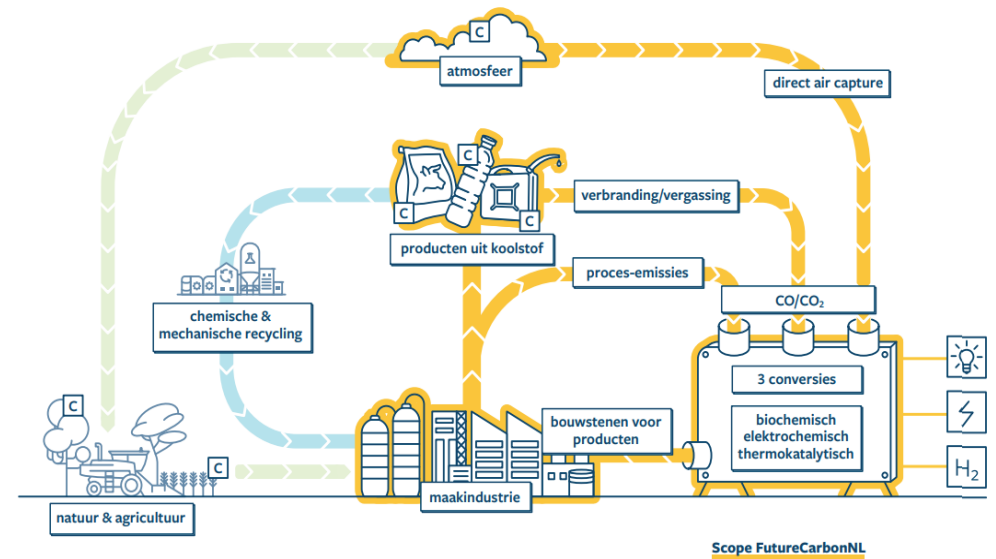 C
atmosfeer
direct air capture
C
C
C
producten uit koolstof
verbranding/vergassing
proces-emissies
CO/CO₂
chemische &
mechanische recycling
3 conversies
biochemisch
elektrochemisch
thermokatalytisch
H₂
bouwstenen voor
producten
maakindustrie
C
C
natuur & agricultuur
Scope FutureCarbonNL